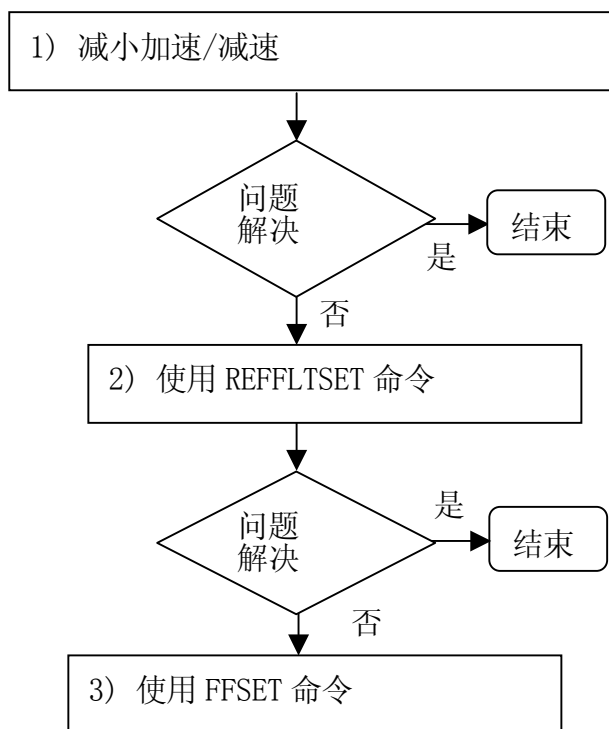 1) 减小加速/减速
问题
解决
结束
是
否
2) 使用 REFFLTSET 命令
是
问题
解决
结束
否
3) 使用 FFSET 命令